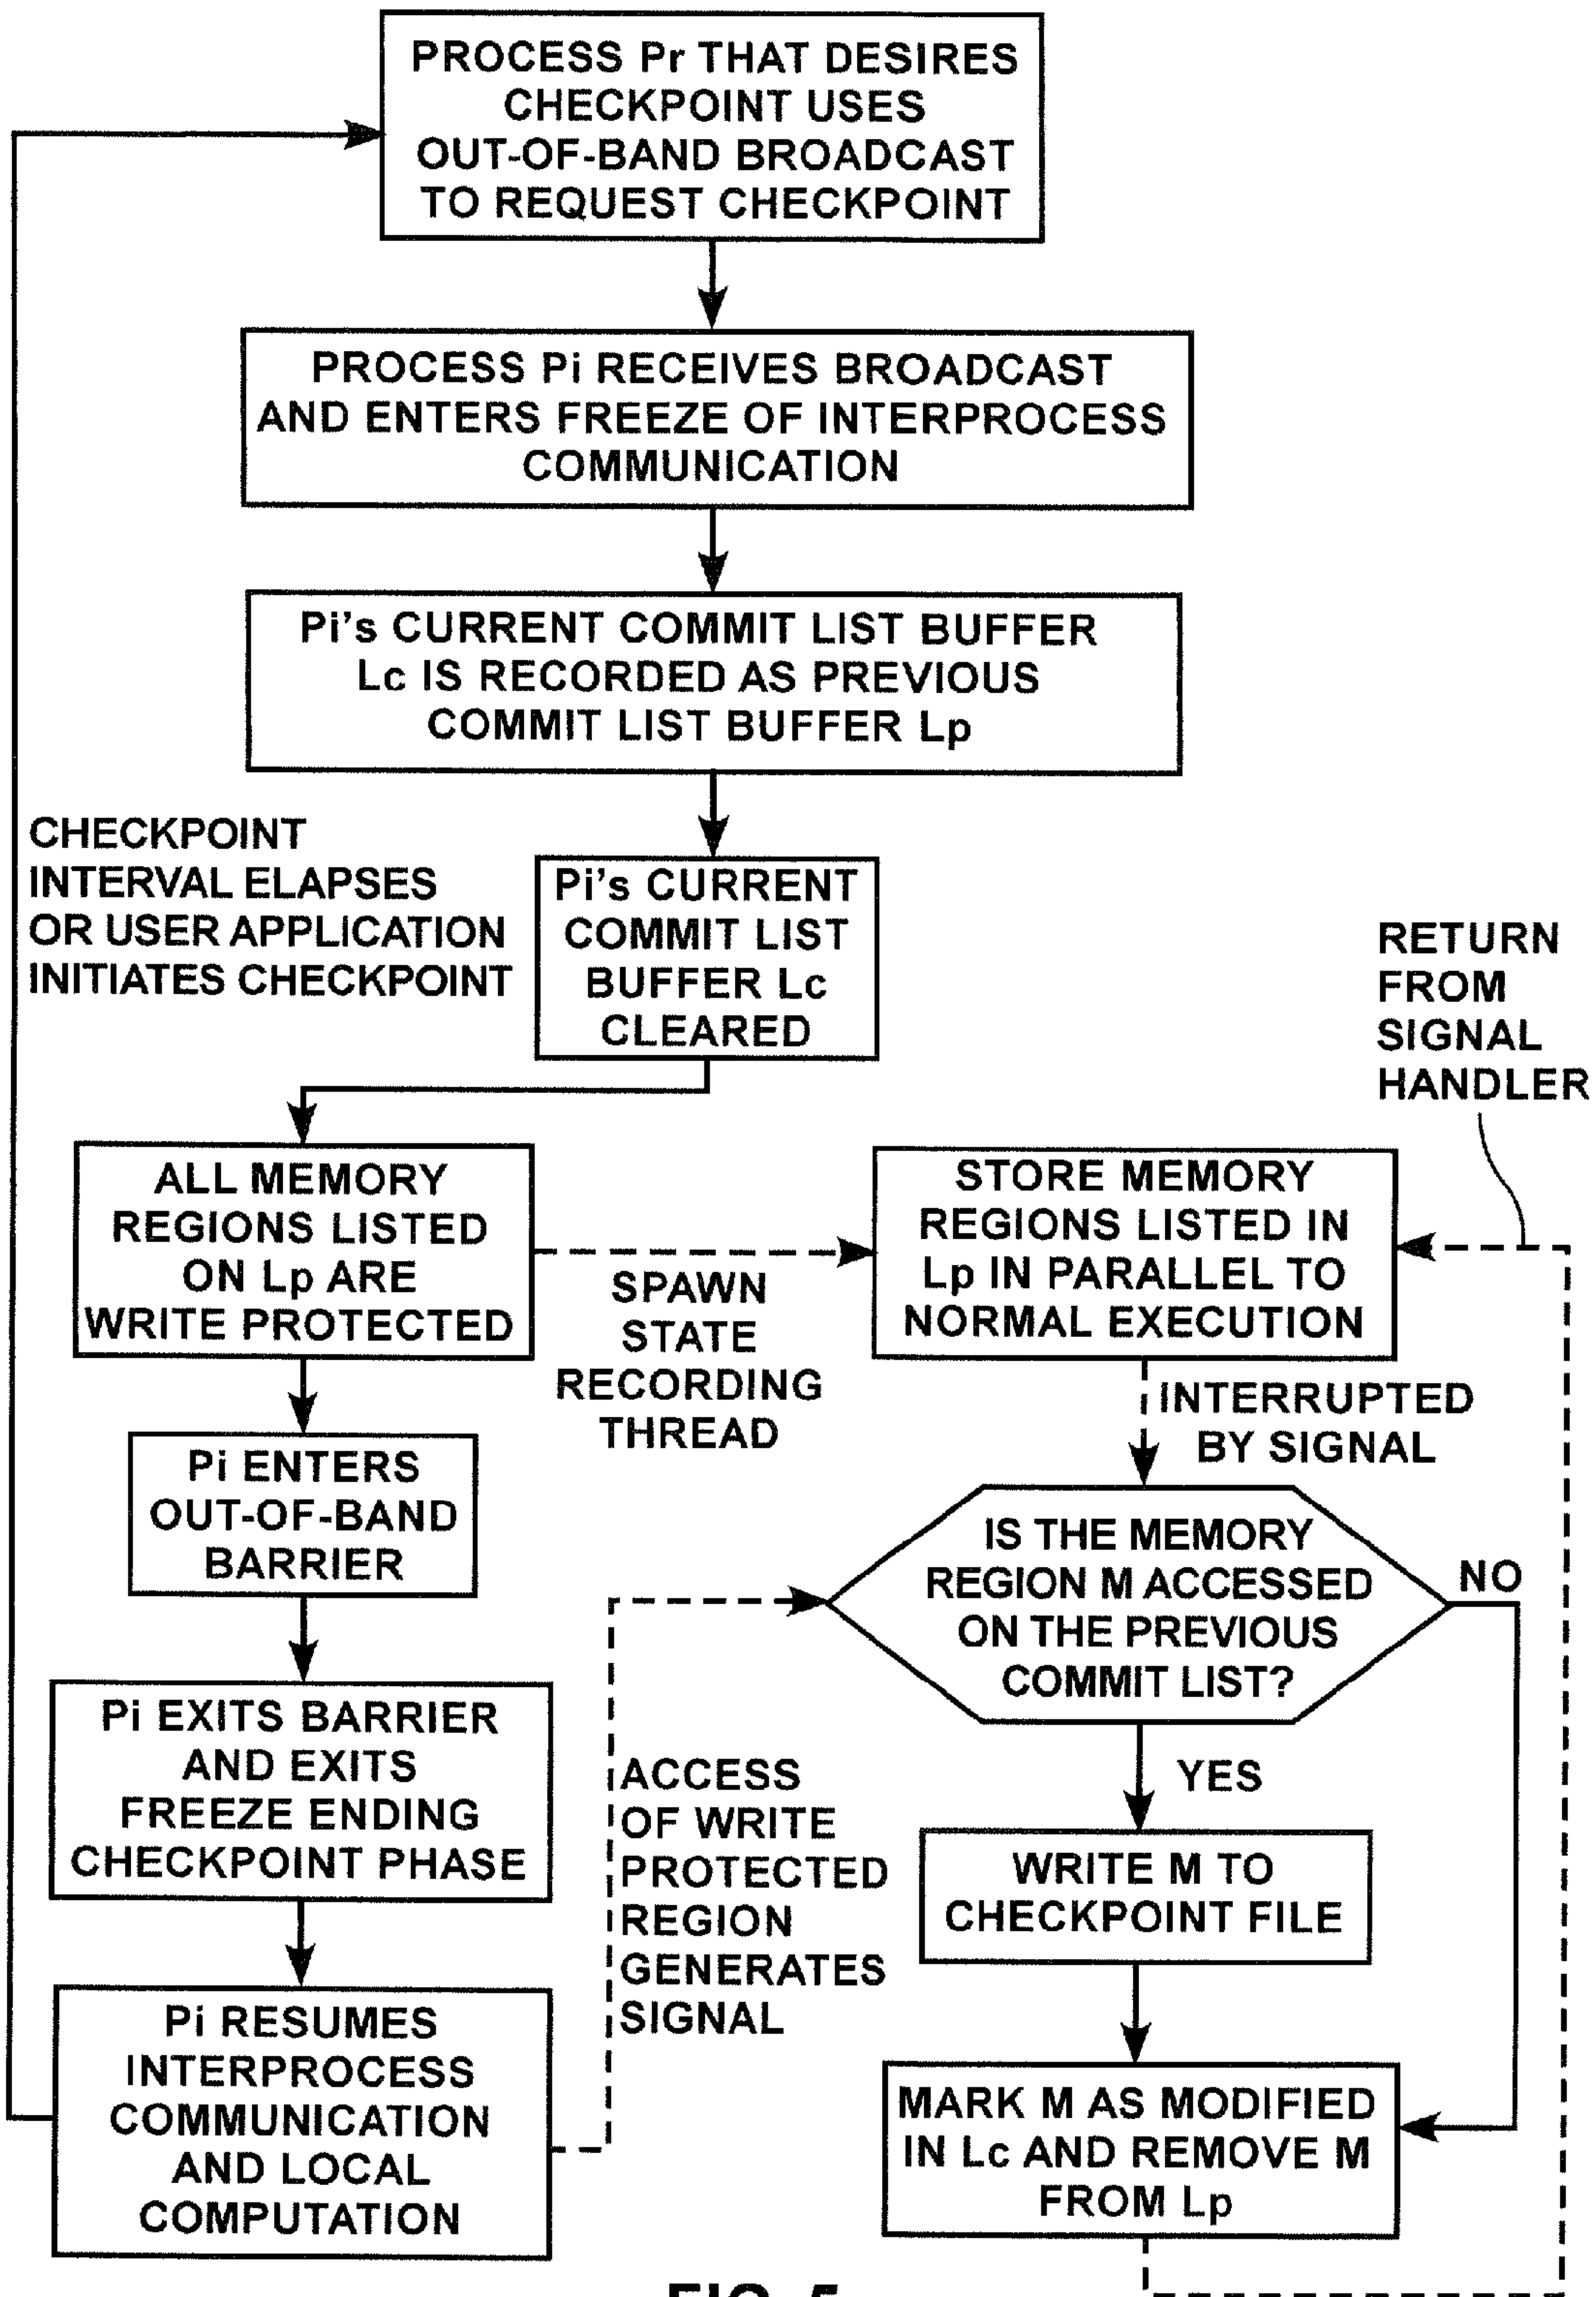 PROCESS Pr THAT DESIRES
CHECKPOINT USES
OUT-OF-BAND BROADCAST
TO REQUEST CHECKPOINT
PROCESS Pi RECEIVES BROADCAST
AND ENTERS FREEZE OF INTERPROCESS
COMMUNICATION
Pi's CURRENT COMMIT LIST BUFFER
Lc IS RECORDED AS PREVIOUS
COMMIT LIST BUFFER Lp
CHECKPOINT
INTERVAL ELAPSES
OR USER APPLICATION
INITIATES CHECKPOINT
Pi's CURRENT
COMMIT LIST
BUFFER Lc
CLEARED
RETURN
FROM
SIGNAL
HANDLER
ALL MEMORY
REGIONS LISTED
ON Lp ARE
WRITE PROTECTED
SPAWN
STATE
RECORDING
THREAD
STORE MEMORY
REGIONS LISTED IN
Lp IN PARALLEL TO
NORMAL EXECUTION
INTERRUPTED
BY SIGNAL
Pi ENTERS
OUT-OF-BAND
BARRIER
IS THE MEMORY
REGION M ACCESSED
ON THE PREVIOUS
COMMIT LIST?
NO
YES
Pi EXITS BARRIER
AND EXITS
FREEZE ENDING
CHECKPOINT PHASE
ACCESS
OF WRITE
PROTECTED
REGION
GENERATES
SIGNAL
WRITE M TO
CHECKPOINT FILE
Pi RESUMES
INTERPROCESS
COMMUNICATION
AND LOCAL
COMPUTATION
MARK M AS MODIFIED
IN Lc AND REMOVE M
FROM Lp